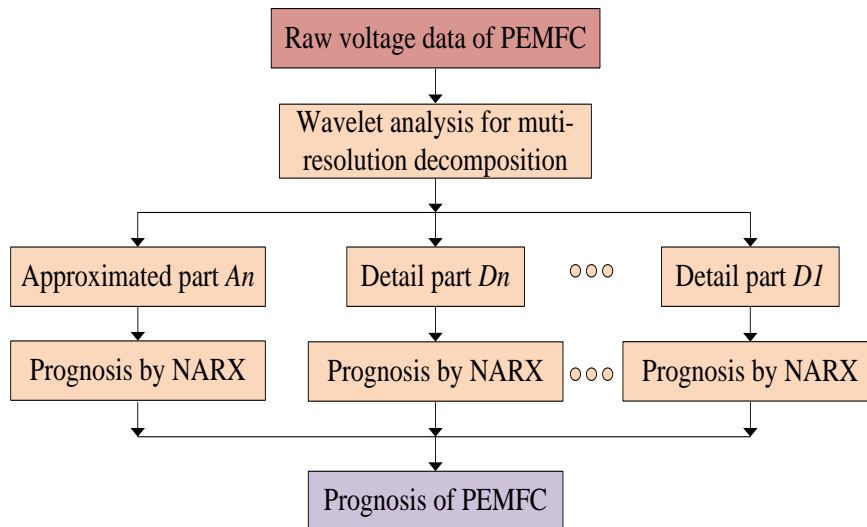 Raw voltage data of PEMFC
Wavelet analysis for muti-
resolution decomposition
Approximated part An
Detail part Dn
Detail part D1
Prognosis by NARX
Prognosis by NARX
Prognosis by NARX
Prognosis of PEMFC